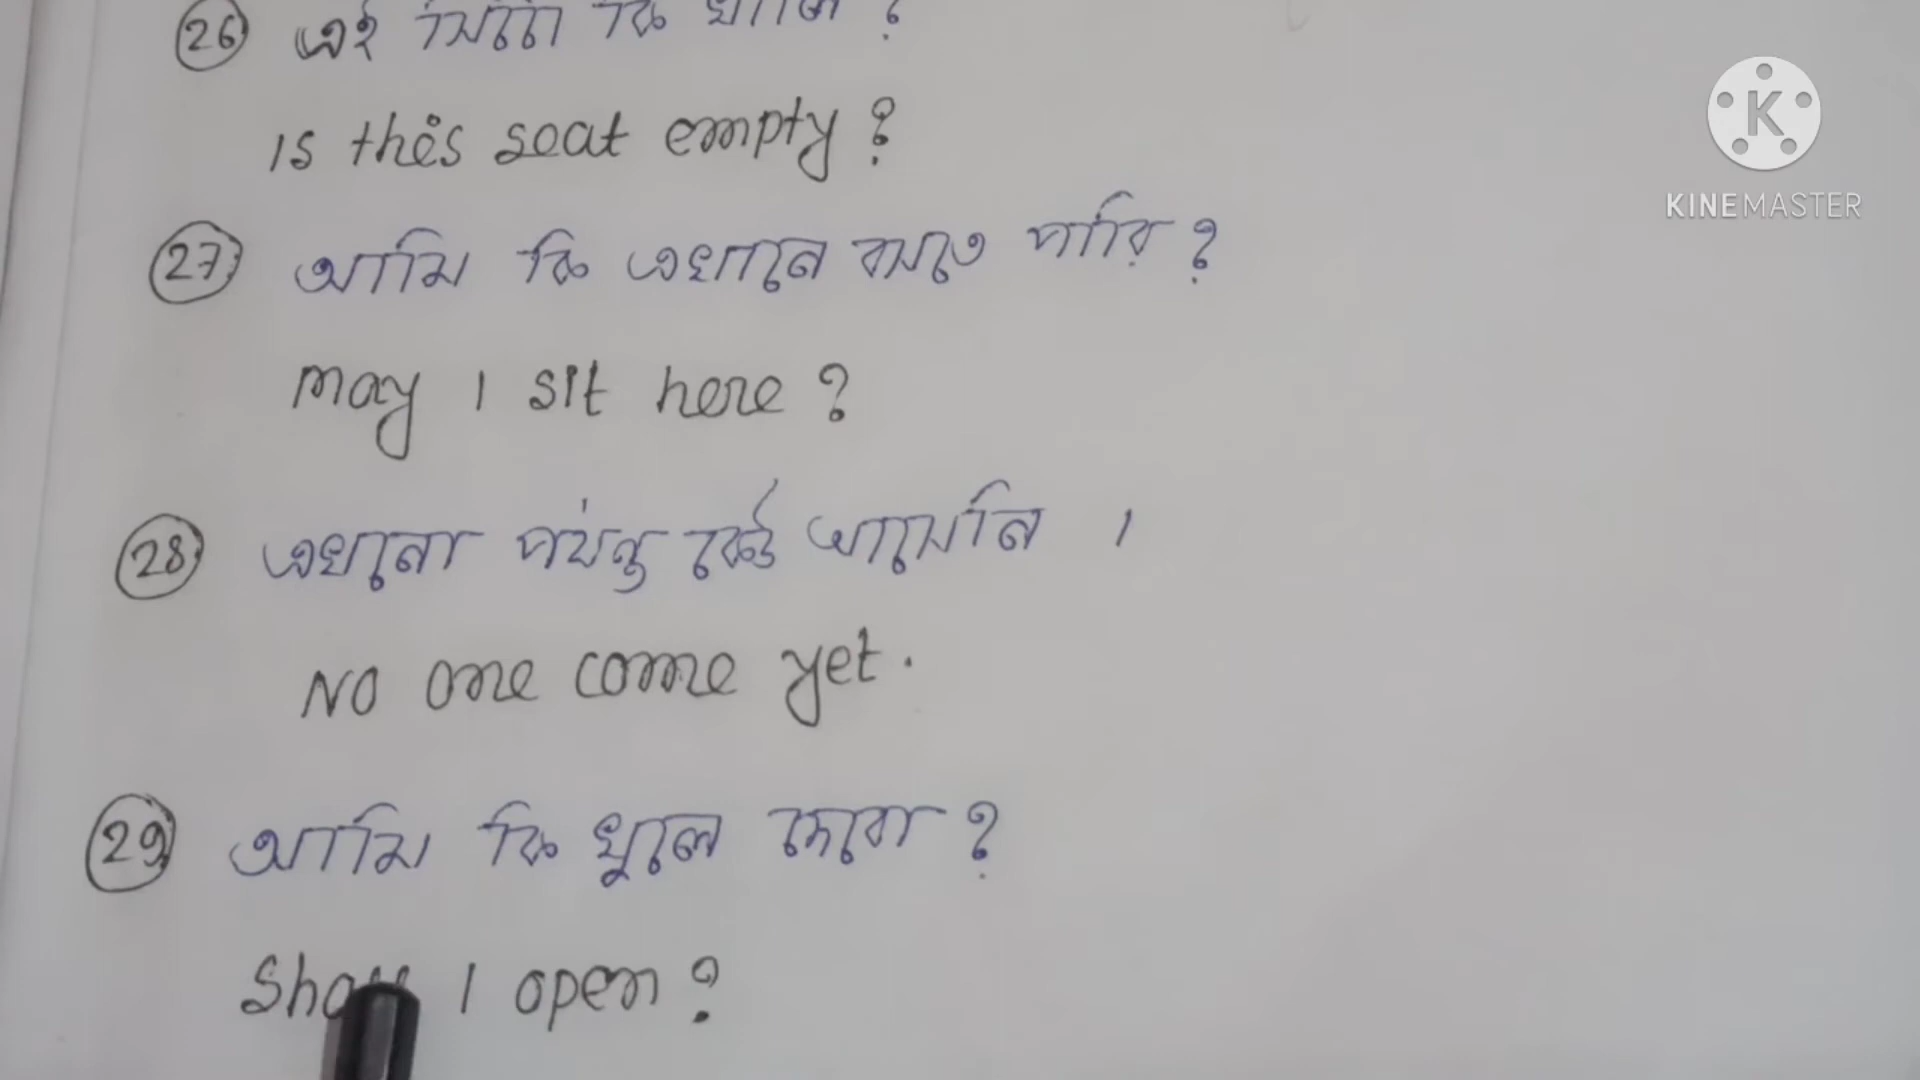 26 এই সিটটা কি খালি ?
Is this seat empty ?
KINEMASTER
27 আমি কি এখানে বসতে পারি ?
May I sit here ?
28 এখনো পর্যন্ত কেউ আসেনি ।
No one come yet.
29 আমি কি খুলে দেবো ?
Shall I open ?